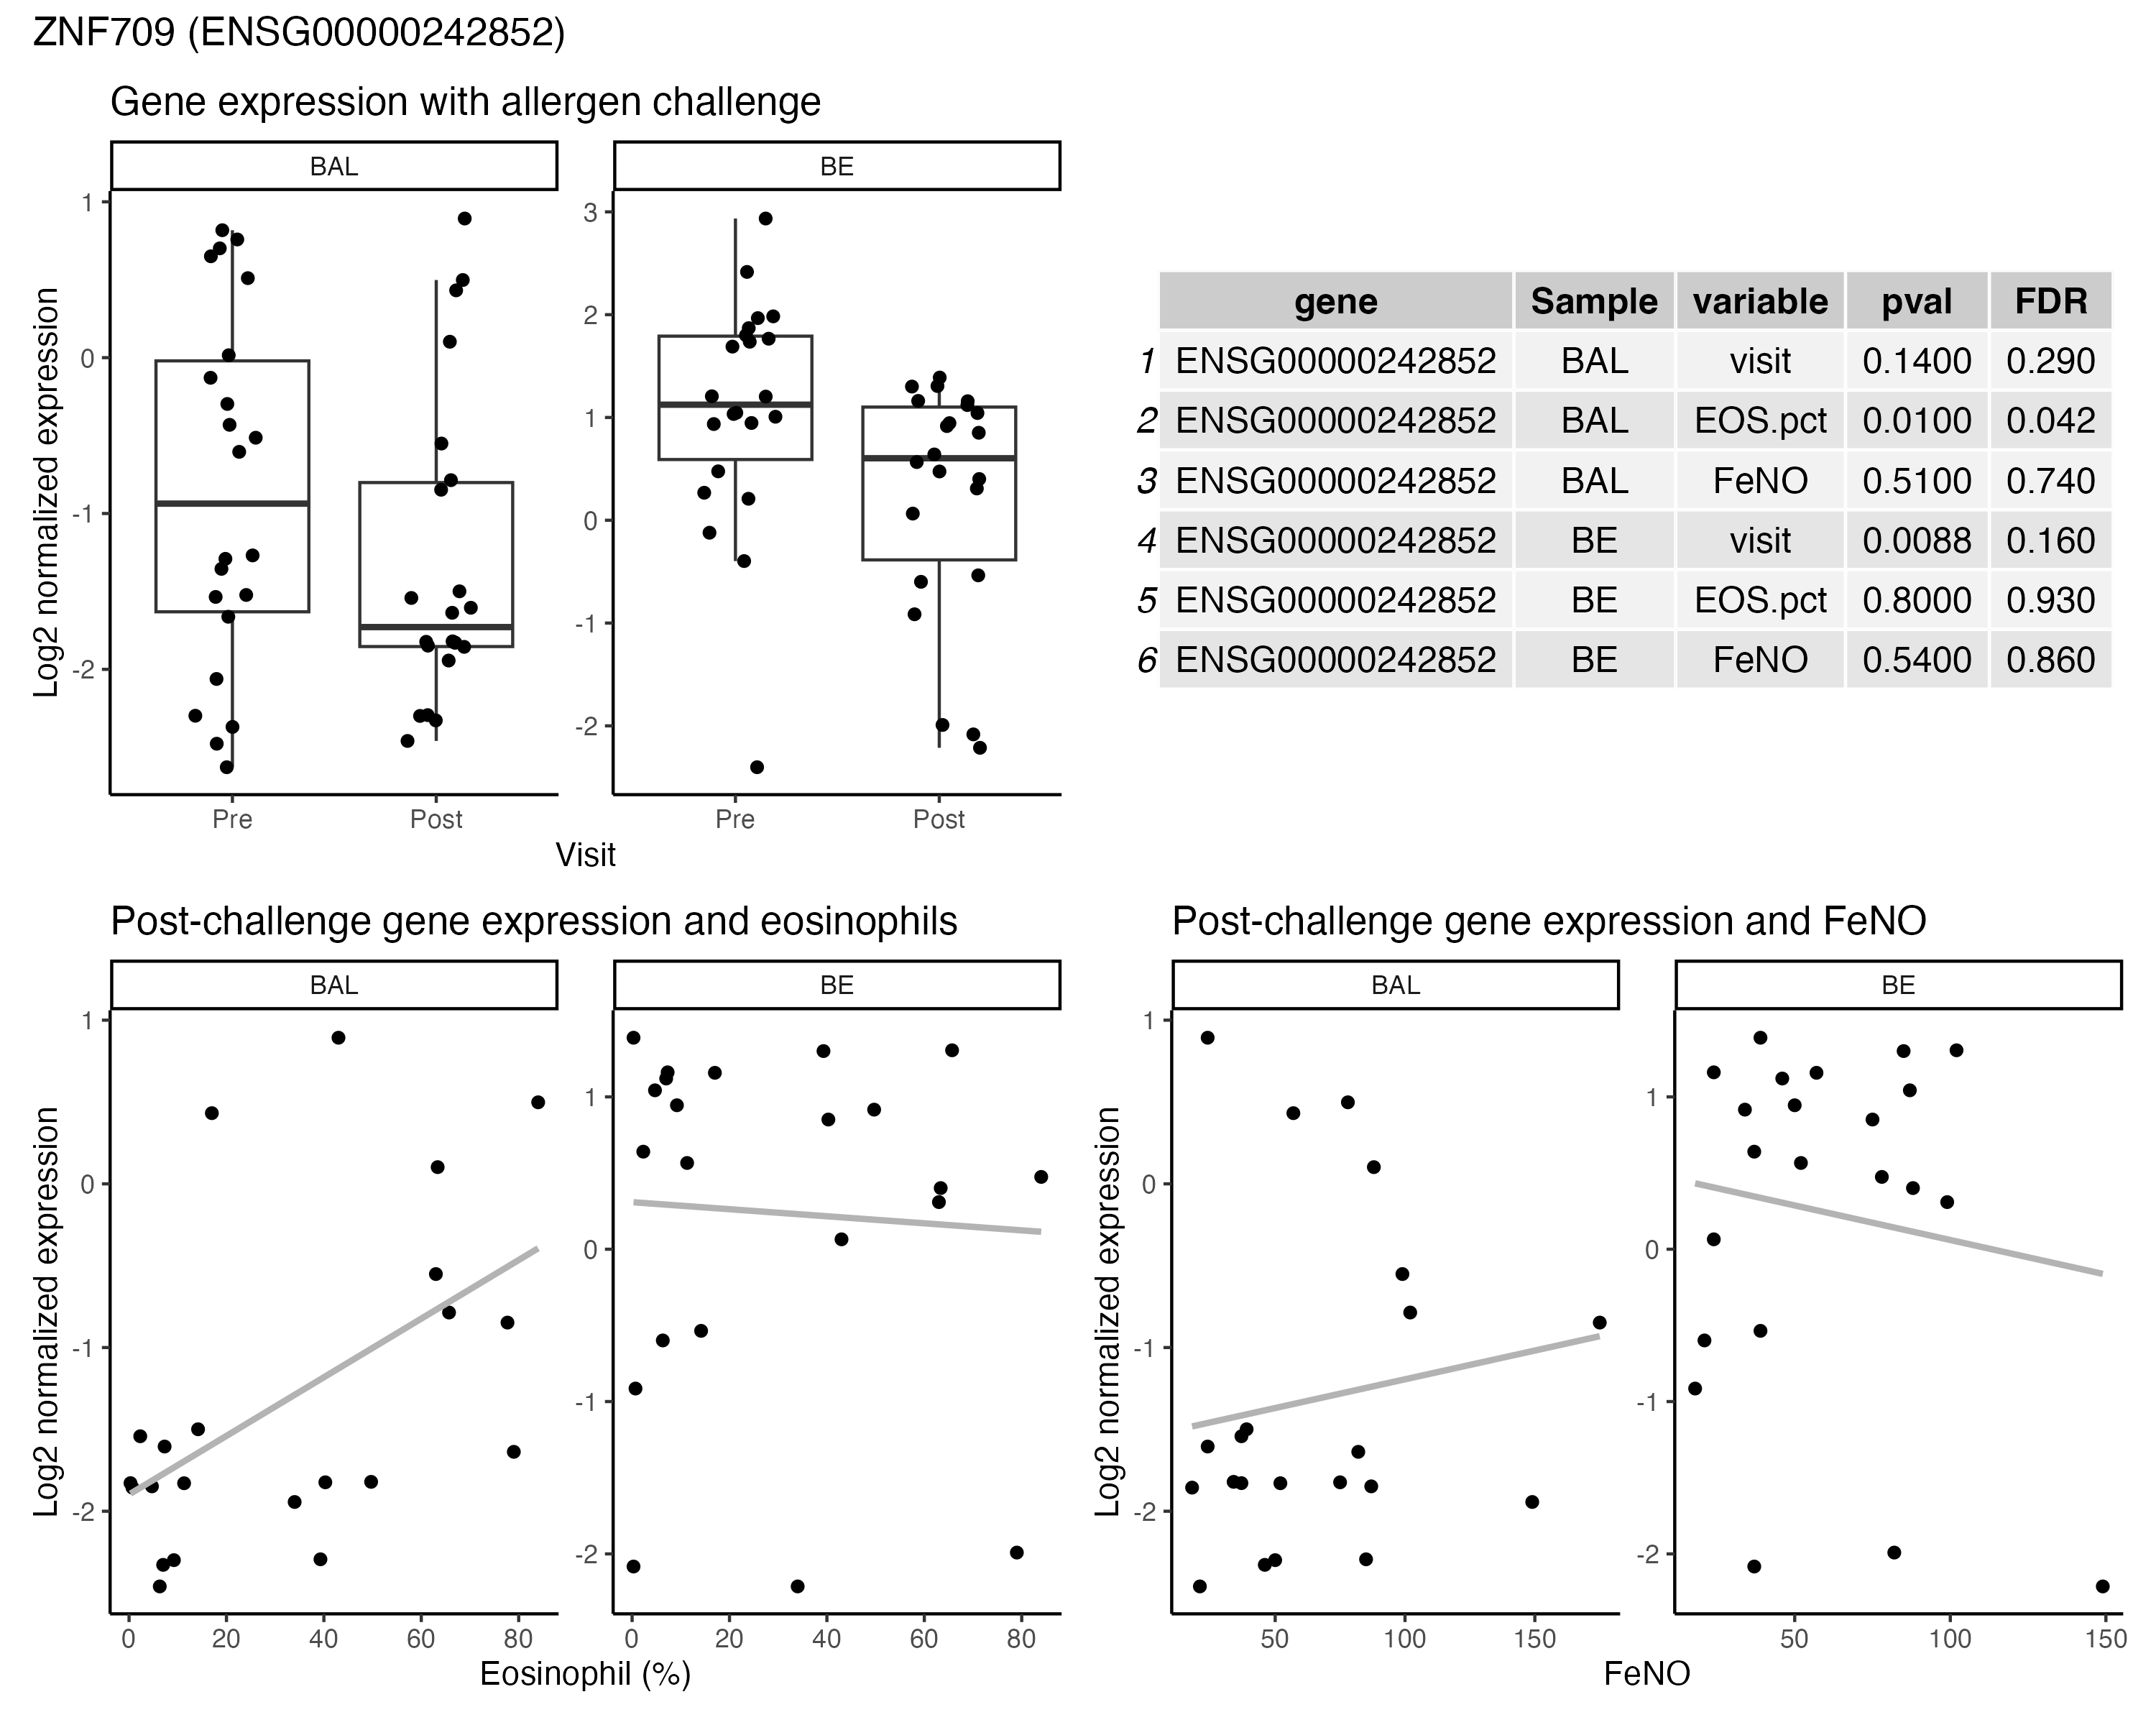 ZNF709 (ENSG00000242852)
Gene expression with allergen challenge
BAL BE
Log2 normalized expression
1
0
-1
-2
3
2
1
0
-1
-2
Pre Post Pre Post
Visit
gene Sample variable pval FDR
1 ENSG00000242852 BAL visit 0.1400 0.290
2 ENSG00000242852 BAL EOS.pct 0.0100 0.042
3 ENSG00000242852 BAL FeNO 0.5100 0.740
4 ENSG00000242852 BE visit 0.0088 0.160
5 ENSG00000242852 BE EOS.pct 0.8000 0.930
6 ENSG00000242852 BE FeNO 0.5400 0.860
Post-challenge gene expression and eosinophils
BAL BE
Log2 normalized expression
1
0
-1
-2
1
0
-1
-2
0 20 40 60 80 0 20 40 60 80
Eosinophil (%)
Post-challenge gene expression and FeNO
BAL BE
Log2 normalized expression
1
0
-1
-2
1
0
-1
-2
50 100 150 50 100 150
FeNO